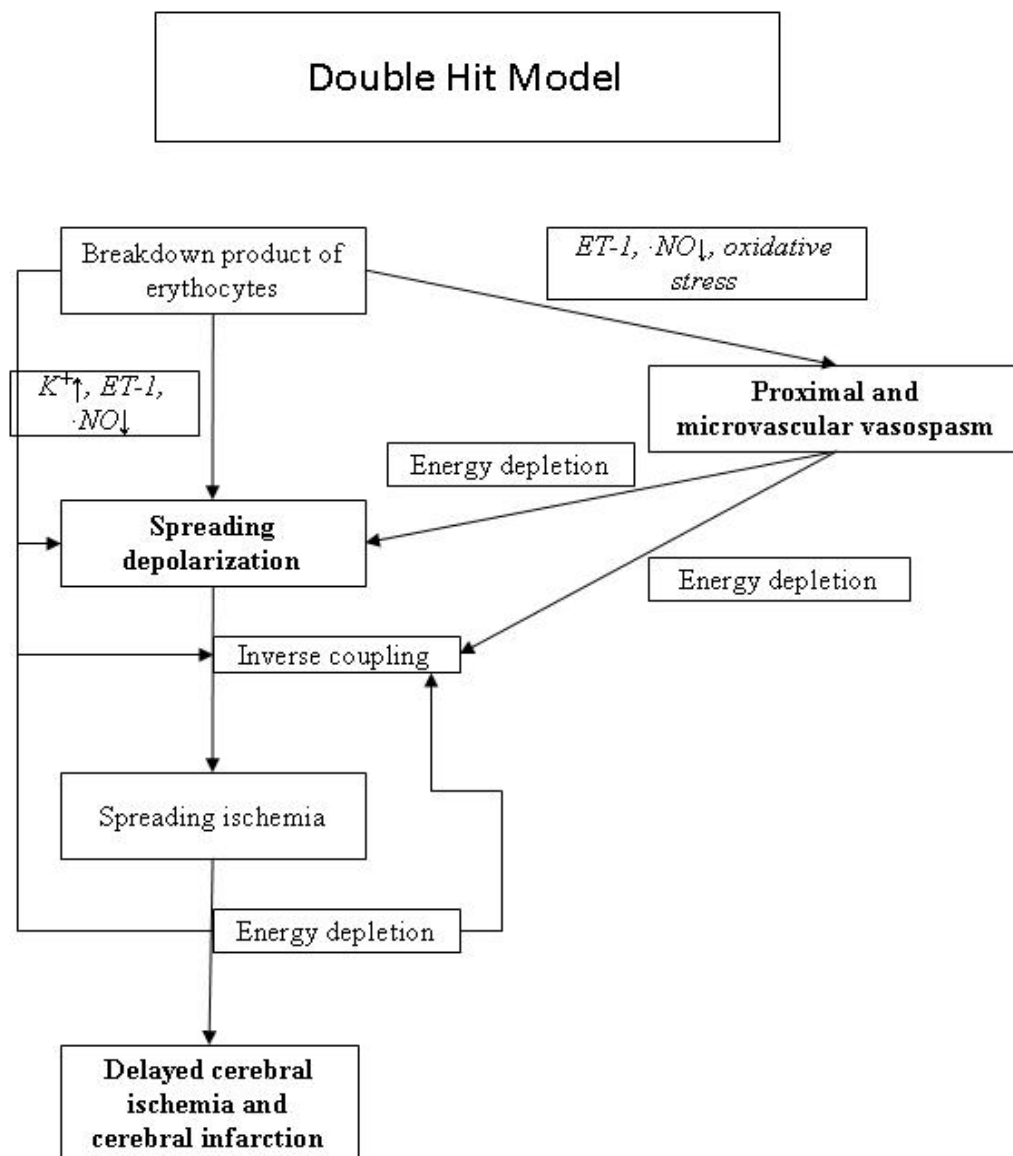 Double Hit Model
Breakdown product of
erythocytes
ET-1, ·NO↓, oxidative
stress
K⁺↑, ET-1,
·NO↓
Proximal and
microvascular vasospasm
Energy depletion
Spreading
depolarization
Energy depletion
Inverse coupling
Spreading ischemia
Energy depletion
Delayed cerebral
ischemia and
cerebral infarction